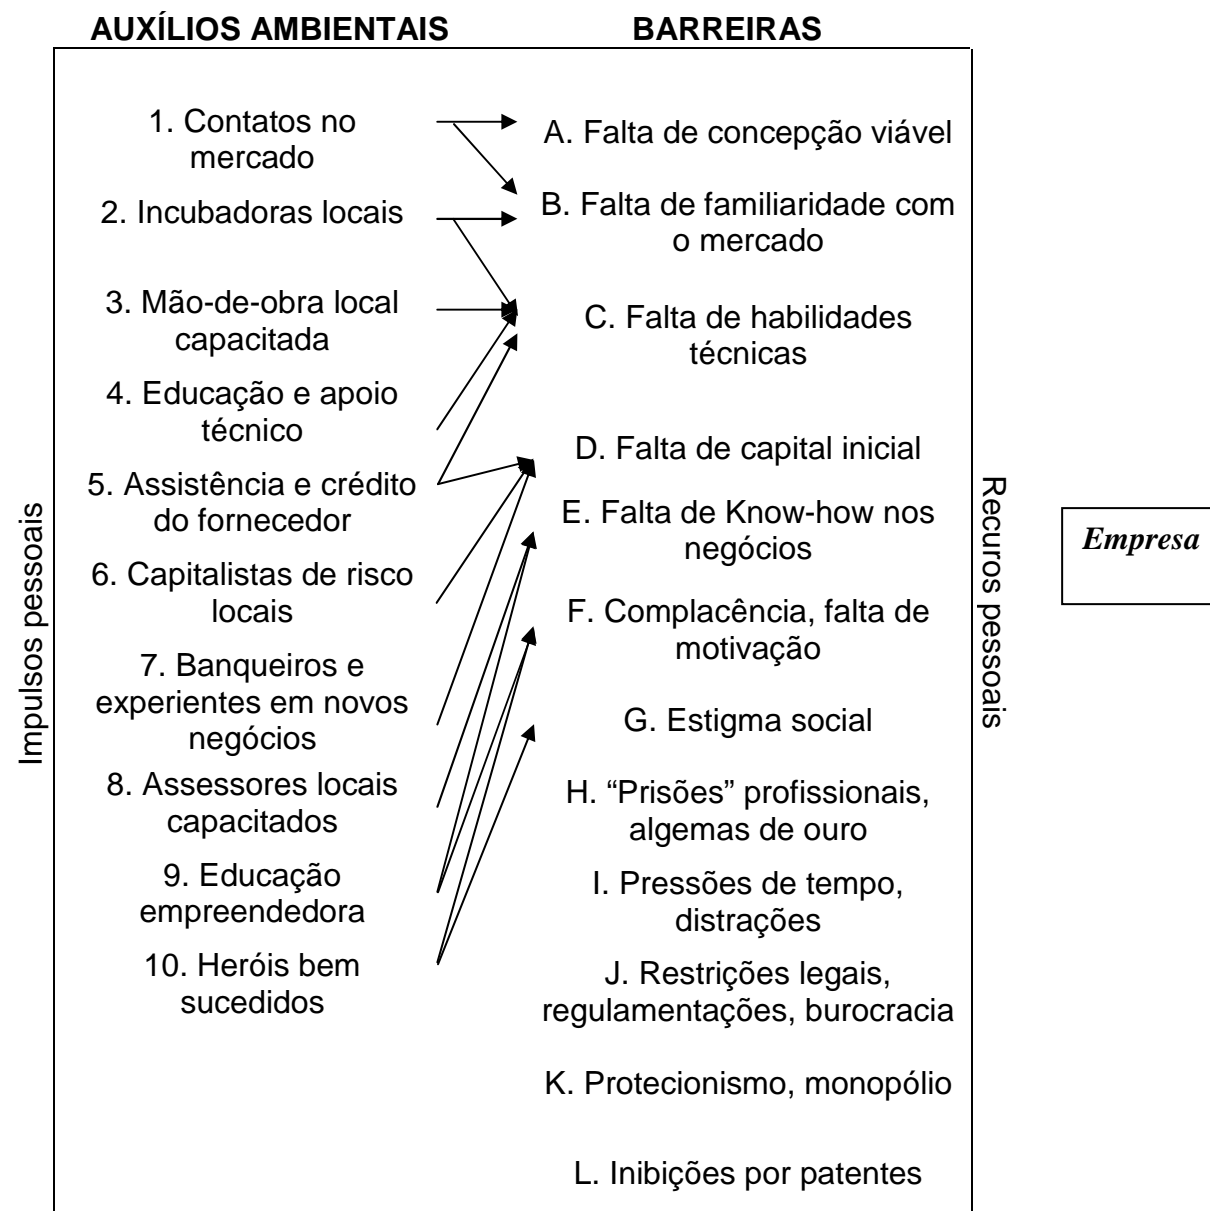 AUXÍLIOS AMBIENTAIS
BARREIRAS
Impulsos pessoais
1. Contatos no
mercado
2. Incubadoras locais
3. Mão-de-obra local
capacitada
4. Educação e apoio
técnico
5. Assistência e crédito
do fornecedor
6. Capitalistas de risco
locais
7. Banqueiros e
experientes em novos
negócios
8. Assessores locais
capacitados
9. Educação
empreendedora
10. Heróis bem
sucedidos
A. Falta de concepção viável
B. Falta de familiaridade com
o mercado
C. Falta de habilidades
técnicas
D. Falta de capital inicial
E. Falta de Know-how nos
negócios
F. Complacência, falta de
motivação
G. Estigma social
H. “Prisões” profissionais,
algemas de ouro
I. Pressões de tempo,
distrações
J. Restrições legais,
regulamentações, burocracia
K. Protecionismo, monopólio
L. Inibições por patentes
Recuros pessoais
Empresa